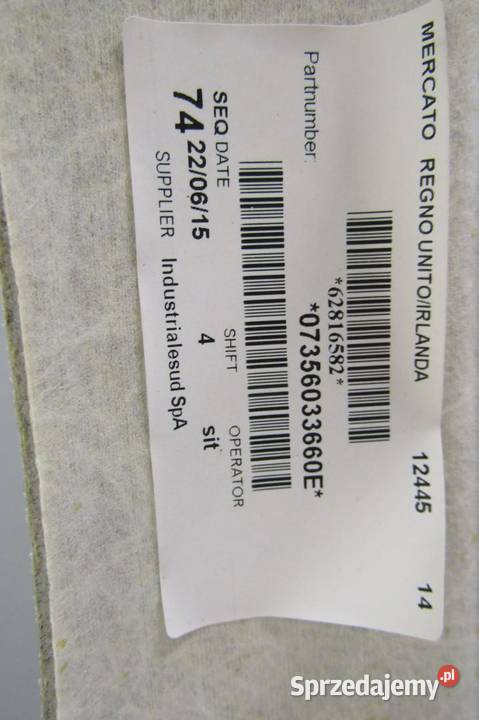 MERCATO REGNO UNITO/IRLANDA 12445 14
*62816582*
Partnumber: *07356033660E*
SEQ DATE SHIFT OPERATOR
74 22/06/15 4 sit
SUPPLIER Industrialesud SpA
Sprzedajemy.pl